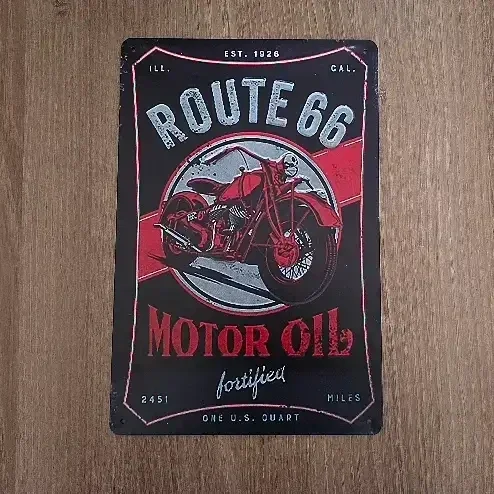 EST. 1926
ILL. CAL.
ROUTE 66
MOTOR OIL
fortified
2451 MILES
ONE U.S. QUART